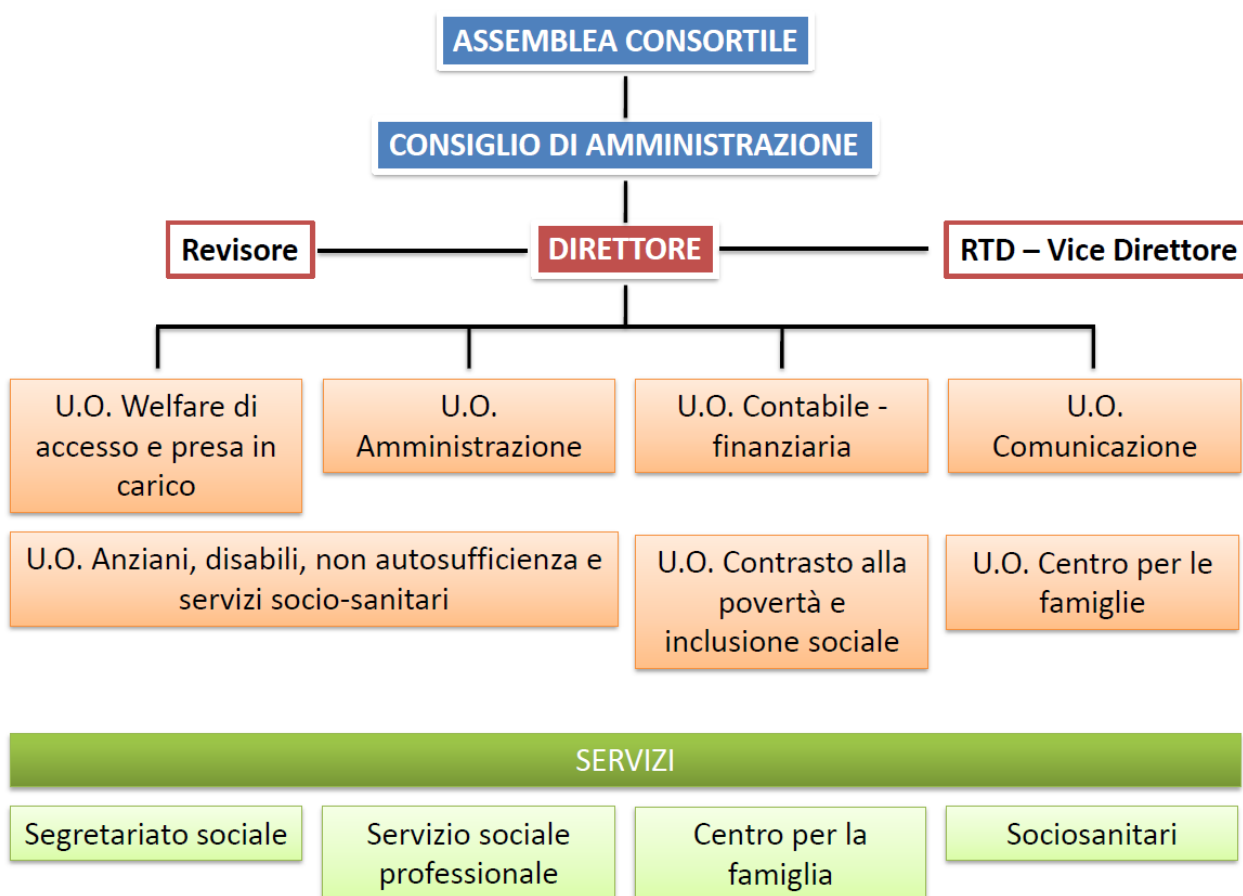 ASSEMBLEA CONSORTILE
CONSIGLIO DI AMMINISTRAZIONE
Revisore
DIRETTORE
RTD – Vice Direttore
U.O. Welfare di
accesso e presa in
carico
U.O.
Amministrazione
U.O. Contabile -
finanziaria
U.O.
Comunicazione
U.O. Anziani, disabili, non autosufficienza e
servizi socio-sanitari
U.O. Contrasto alla
povertà e
inclusione sociale
U.O. Centro per le
famiglie
SERVIZI
Segretariato sociale
Servizio sociale
professionale
Centro per la
famiglia
Sociosanitari